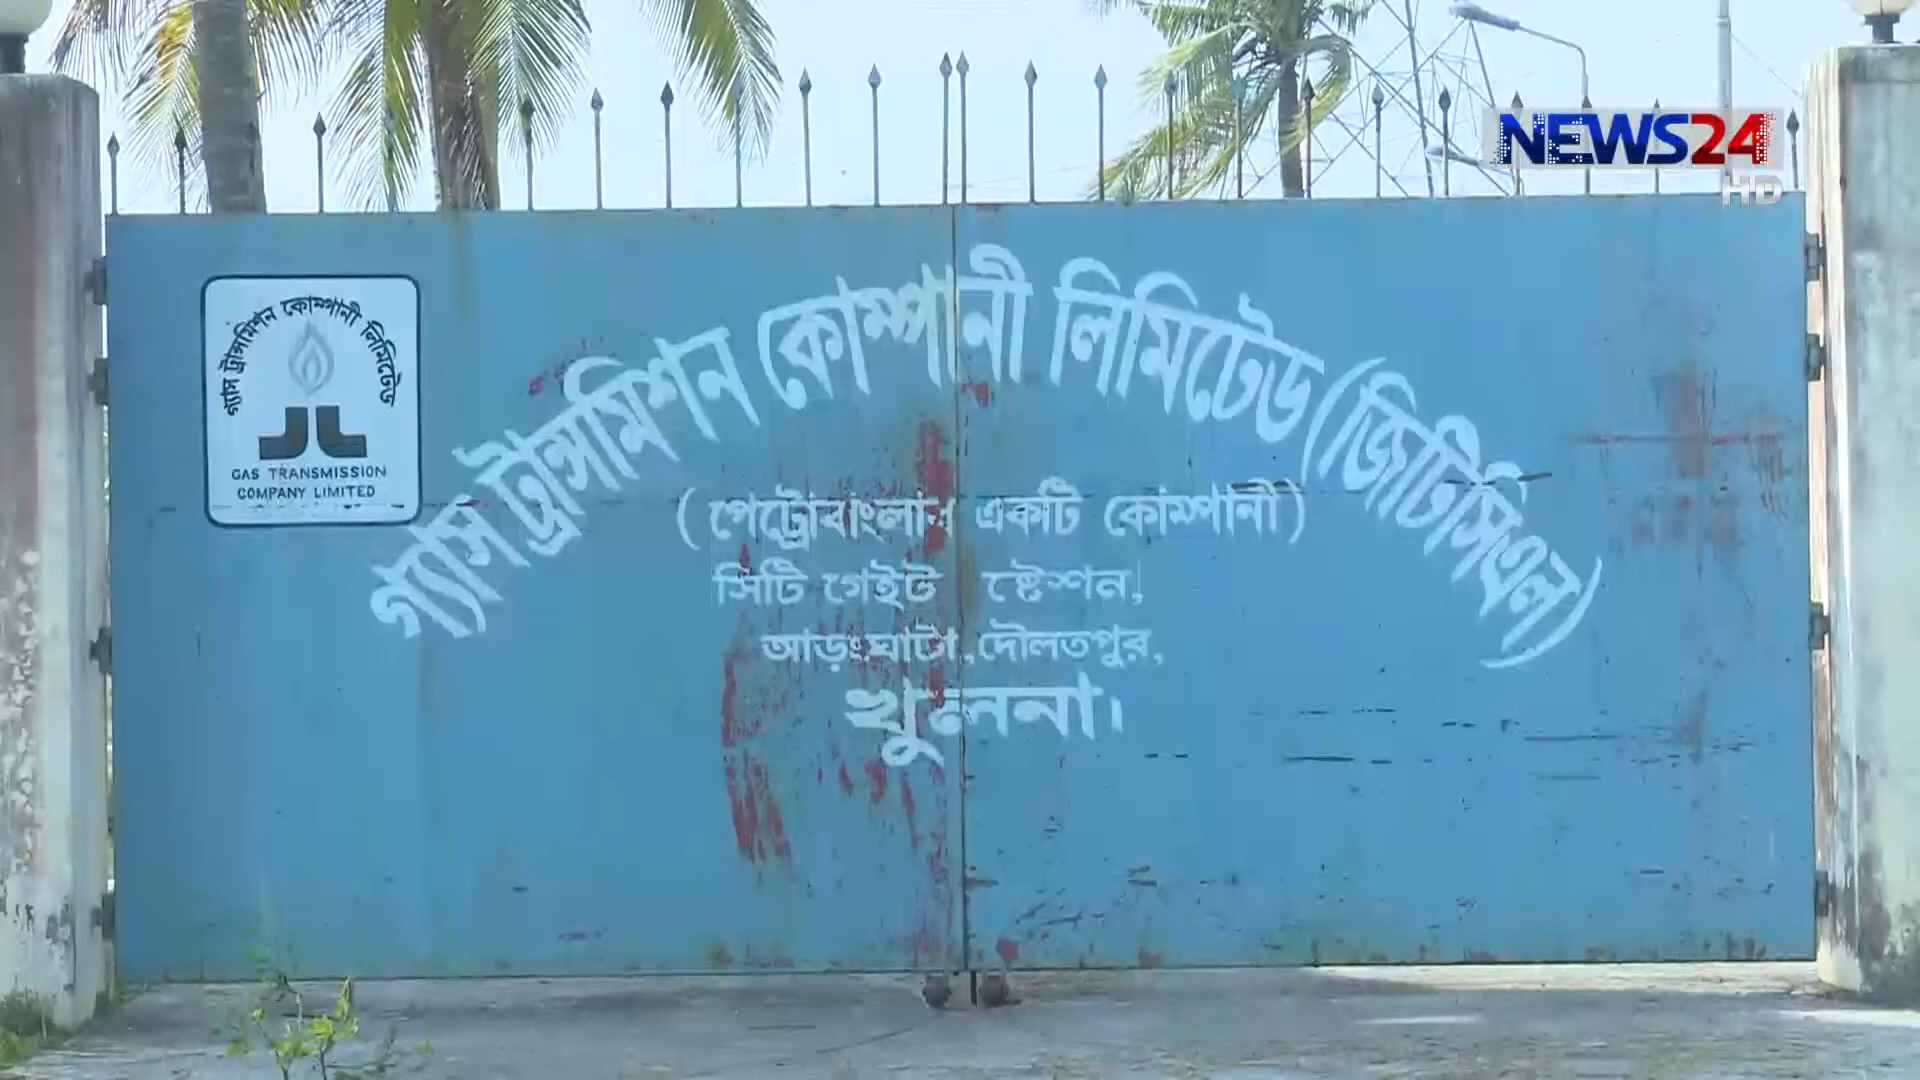 NEWS24
HD
গ্যাস ট্রান্সমিশন কোম্পানী লিমিটেড
GAS TRANSMISSION
COMPANY LIMITED
গ্যাস ট্রান্সমিশন কোম্পানী লিমিটেড (জিটিসিএল)
( পেট্রোবাংলার একটি কোম্পানী)
সিটি গেইট ষ্টেশন,
আড়ংঘাটা,দৌলতপুর,
খুলনা।